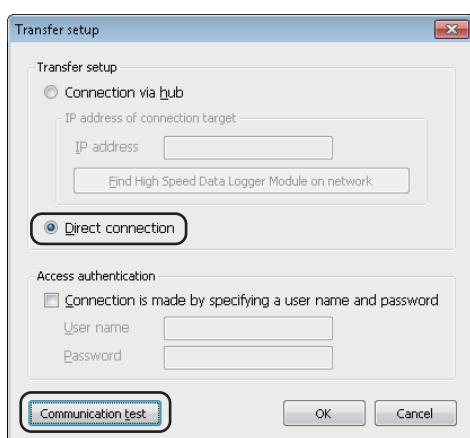 Transfer setup
Transfer setup
Connection via hub
IP address of connection target
IP address
Find High Speed Data Logger Module on network
Direct connection
Access authentication
Connection is made by specifying a user name and password
User name
Password
Communication test OK Cancel